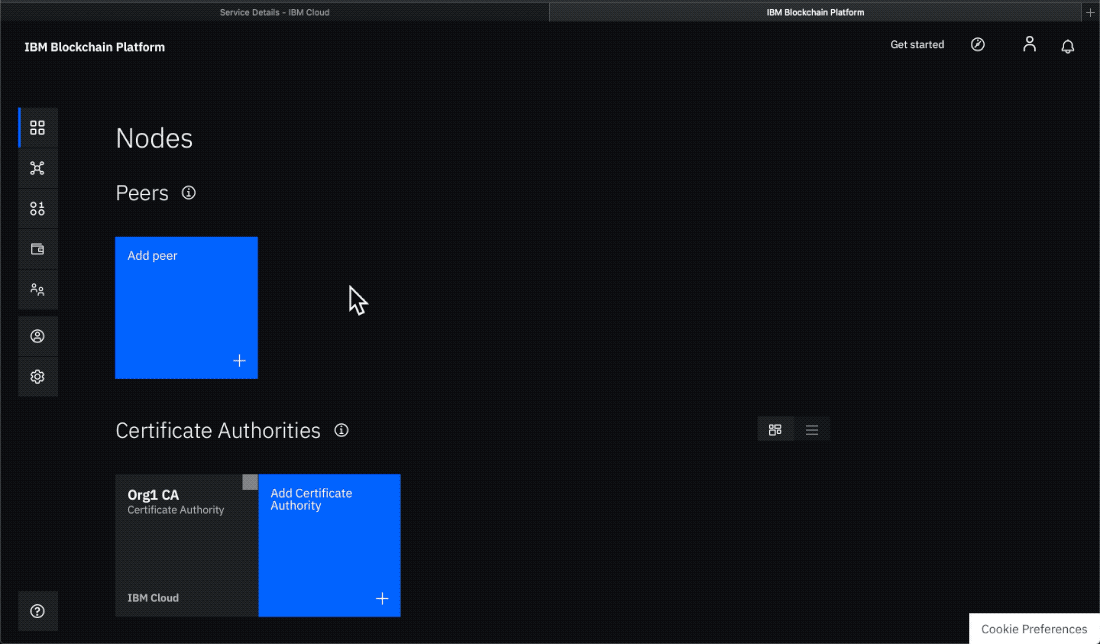 Service Details - IBM Cloud
IBM Blockchain Platform
IBM Blockchain Platform
Get started
Nodes
Peers
Add peer
Certificate Authorities
Org1 CA
Certificate Authority
IBM Cloud
Add Certificate
Authority
Cookie Preferences